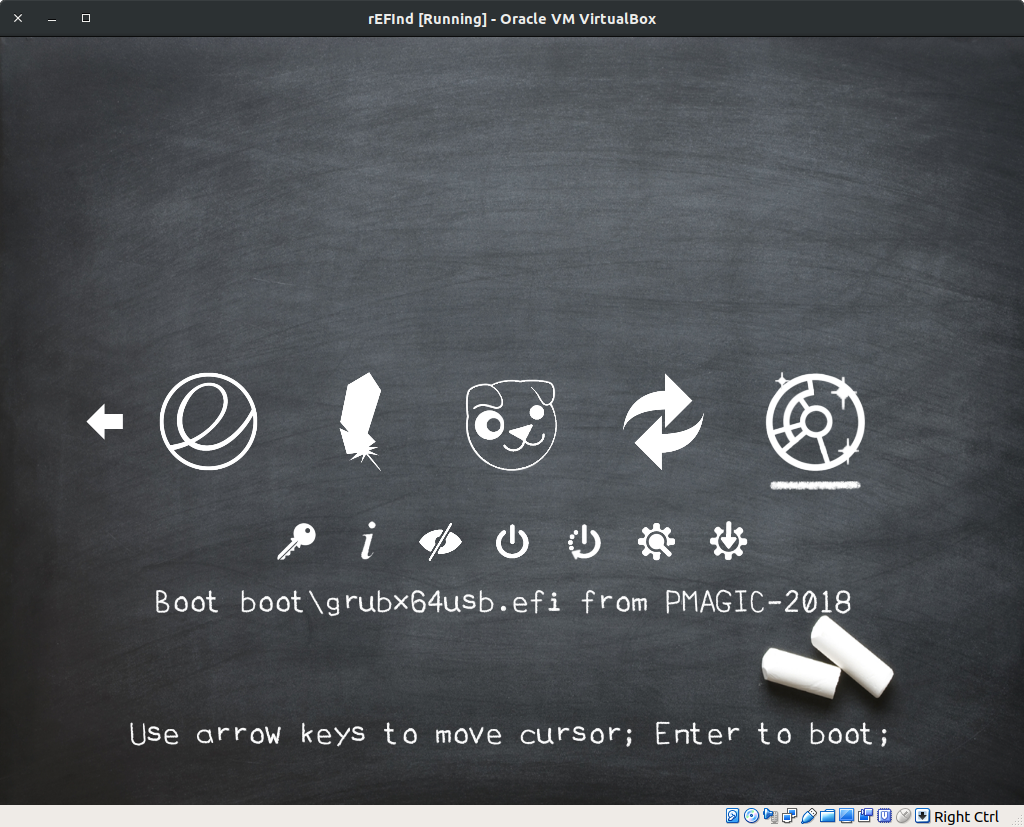 rEFInd [Running] - Oracle VM VirtualBox
Boot boot\grubx64usb.efi from PMAGIC-2018
Use arrow keys to move cursor; Enter to boot;
Right Ctrl